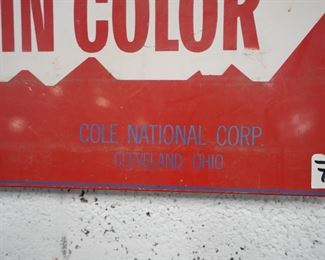 IN COLOR
COLE NATIONAL CORP.
CLEVELAND, OHIO